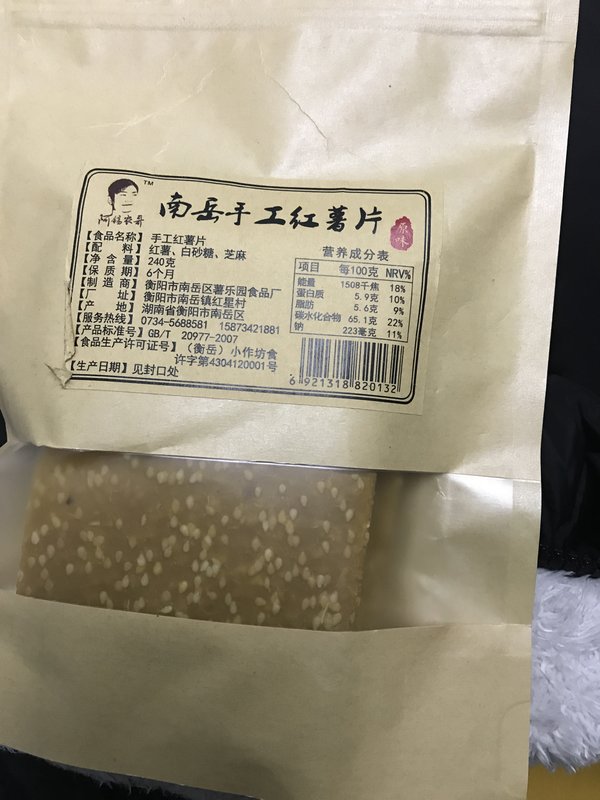 TM
阿锦农哥
南岳手工红薯片
原味
【食品名称】手工红薯片
【配　　料】红薯、白砂糖、芝麻
【净 含 量】240克
【保 质 期】6个月
【制 造 商】衡阳市南岳区薯乐园食品厂
【厂　　址】衡阳市南岳镇红星村
【产　　地】湖南省衡阳市南岳区
【服务热线】0734-5688581 15873421881
【产品标准号】GB/T 20977-2007
【食品生产许可证号】（衡岳）小作坊食
许字第4304120001号
【生产日期】见封口处
营养成分表
项目 每100克 NRV%
能量 1508千焦 18%
蛋白质 5.9克 10%
脂肪 5.6克 9%
碳水化合物 65.1克 22%
钠 223毫克 11%
6 921318 820132